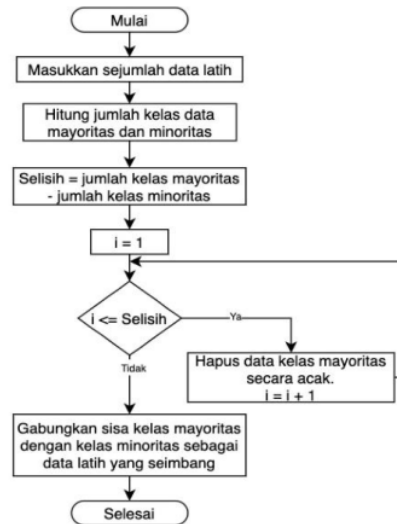 Mulai
Masukkan sejumlah data latih
Hitung jumlah kelas data
mayoritas dan minoritas
Selisih = jumlah kelas mayoritas
- jumlah kelas minoritas
i = 1
i <= Selisih
Ya
Hapus data kelas mayoritas
secara acak.
i = i + 1
Tidak
Gabungkan sisa kelas mayoritas
dengan kelas minoritas sebagai
data latih yang seimbang
Selesai